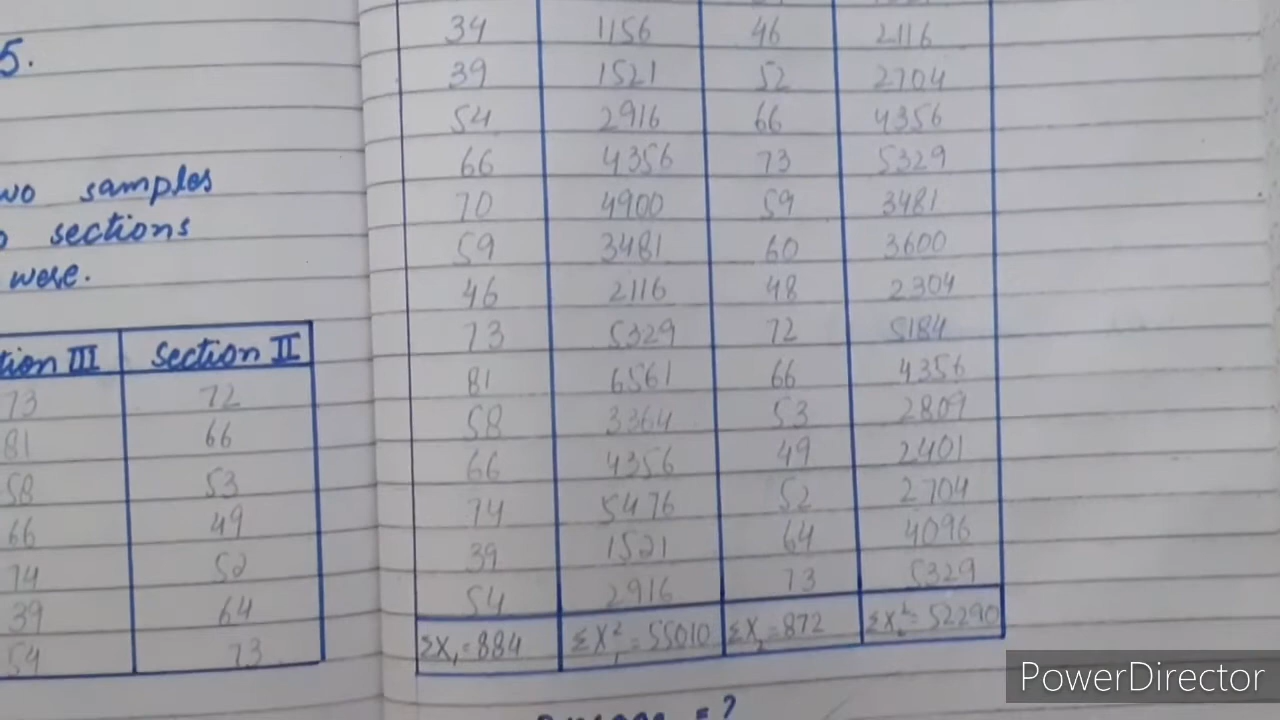 5.
samples
sections
were.
Section II
73 72
81 66
58 53
66 49
74 52
39 64
54 73
34 1156 46 2116
39 1521 52 2704
54 2916 66 4356
66 4356 73 5329
70 4900 59 3481
59 3481 60 3600
46 2116 48 2304
73 5329 72 5184
81 6561 66 4356
58 3364 53 2809
66 4356 49 2401
74 5476 52 2704
39 1521 64 4096
54 2916 73 5329
ΣX₁=884 ΣX₁²=55010 ΣX₂=872 ΣX₂²=52290
= ?
PowerDirector